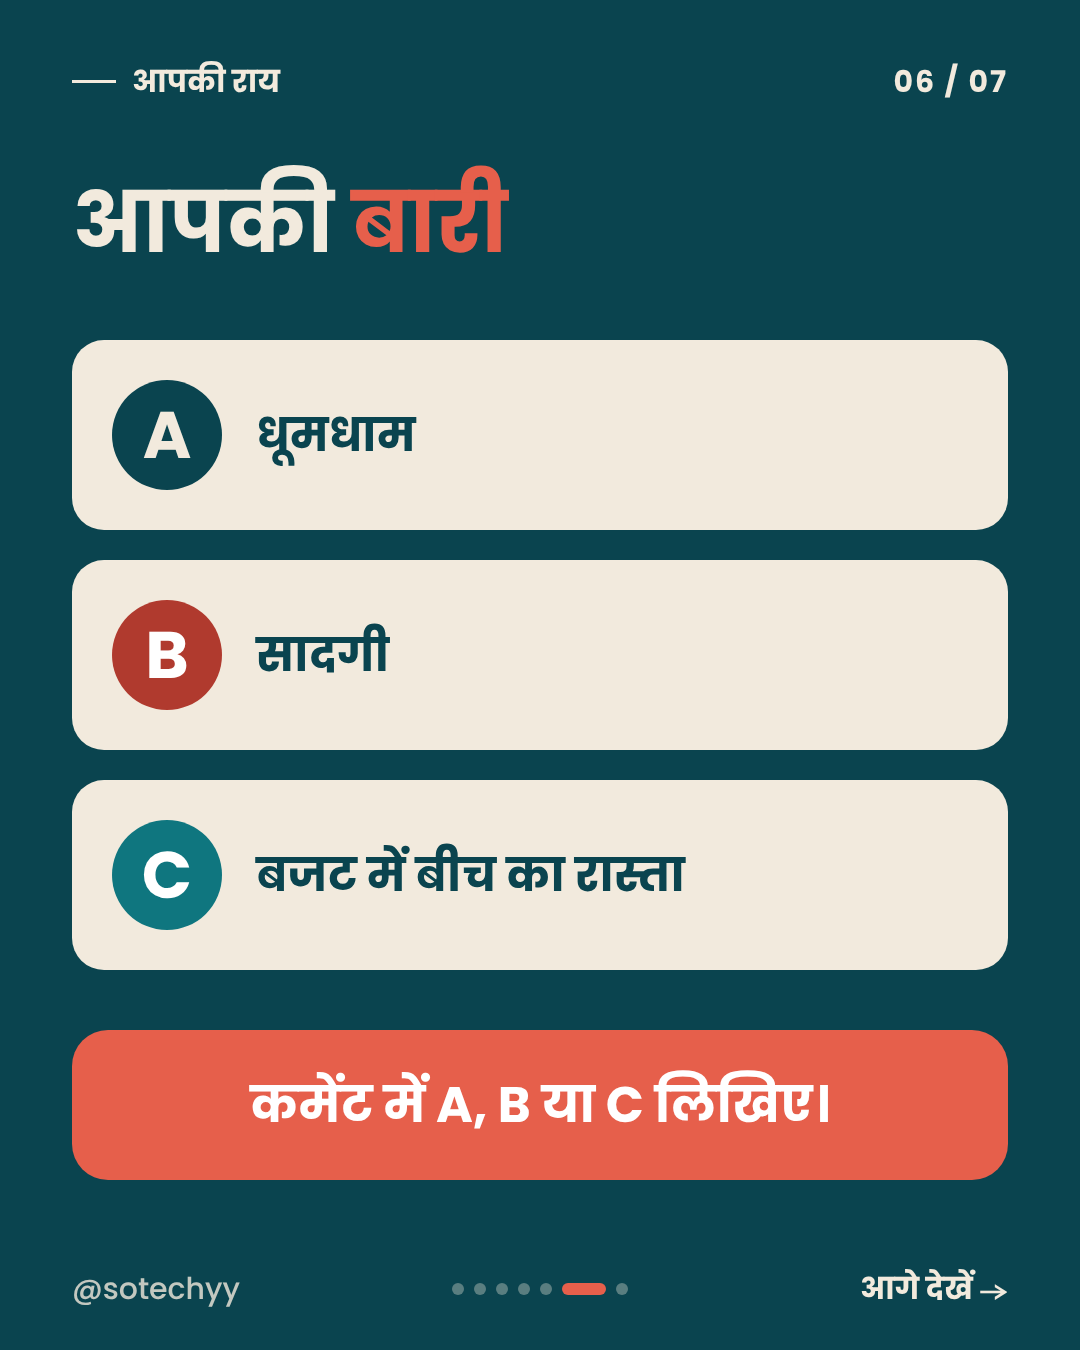 आपकी राय
06 / 07
आपकी बारी
A धूमधाम
B सादगी
C बजट में बीच का रास्ता
कमेंट में A, B या C लिखिए।
@sotechyy
आगे देखें →